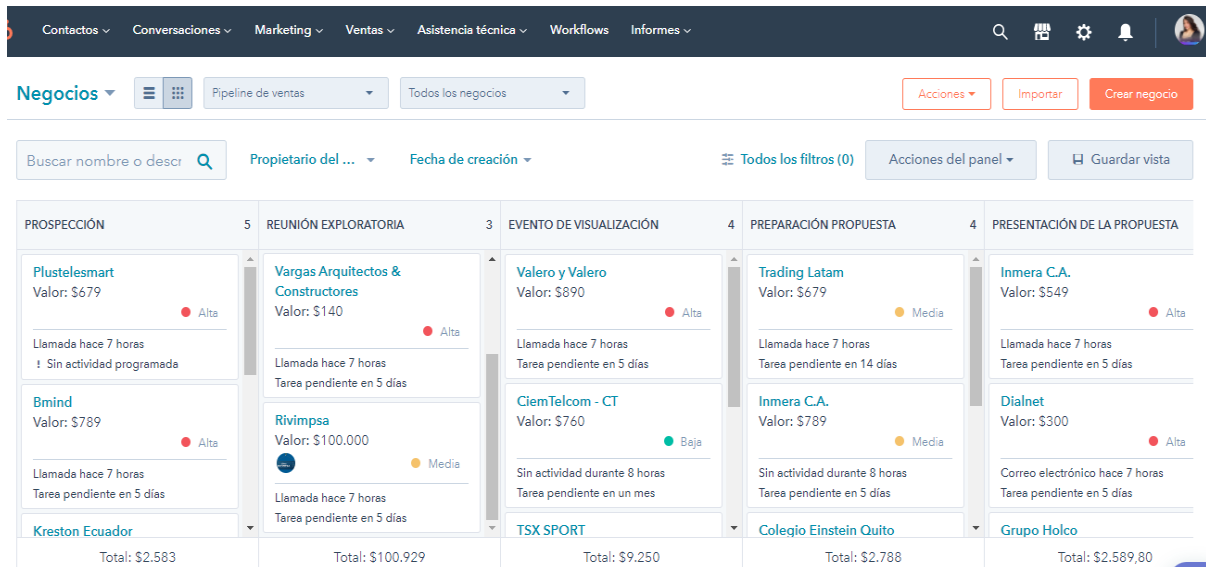 Contactos Conversaciones Marketing Ventas Asistencia técnica Workflows Informes
Negocios Pipeline de ventas Todos los negocios Acciones Importar Crear negocio
Buscar nombre o descr Propietario del ... Fecha de creación Todos los filtros (0) Acciones del panel Guardar vista
PROSPECCIÓN 5
Plustelesmart
Valor: $679
Alta
Llamada hace 7 horas
! Sin actividad programada
Bmind
Valor: $789
Alta
Llamada hace 7 horas
Tarea pendiente en 5 días
Kreston Ecuador
Total: $2.583
REUNIÓN EXPLORATORIA 3
Vargas Arquitectos &
Constructores
Valor: $140
Alta
Llamada hace 7 horas
Tarea pendiente en 5 días
Rivimpsa
Valor: $100.000
Media
Llamada hace 7 horas
Tarea pendiente en 5 días
Total: $100.929
EVENTO DE VISUALIZACIÓN 4
Valero y Valero
Valor: $890
Alta
Llamada hace 7 horas
Tarea pendiente en 5 días
CiemTelcom - CT
Valor: $760
Baja
Sin actividad durante 8 horas
Tarea pendiente en un mes
TSX SPORT
Total: $9.250
PREPARACIÓN PROPUESTA 4
Trading Latam
Valor: $679
Media
Llamada hace 7 horas
Tarea pendiente en 14 días
Inmera C.A.
Valor: $789
Media
Sin actividad durante 8 horas
Tarea pendiente en 5 días
Colegio Einstein Quito
Total: $2.788
PRESENTACIÓN DE LA PROPUESTA
Inmera C.A.
Valor: $549
Alta
Llamada hace 7 horas
Tarea pendiente en 5 días
Dialnet
Valor: $300
Alta
Correo electrónico hace 7 horas
Tarea pendiente en 5 días
Grupo Holco
Total: $2.589,80